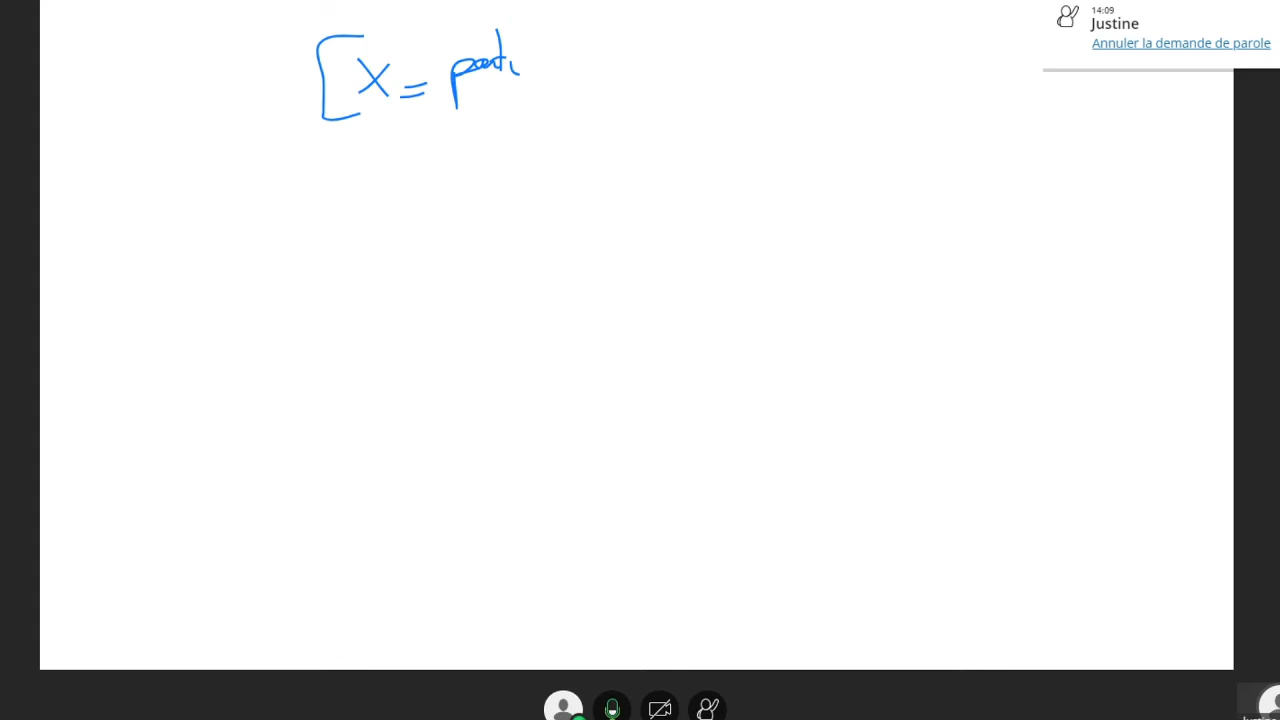 14:09
Justine
Annuler la demande de parole
[ X =